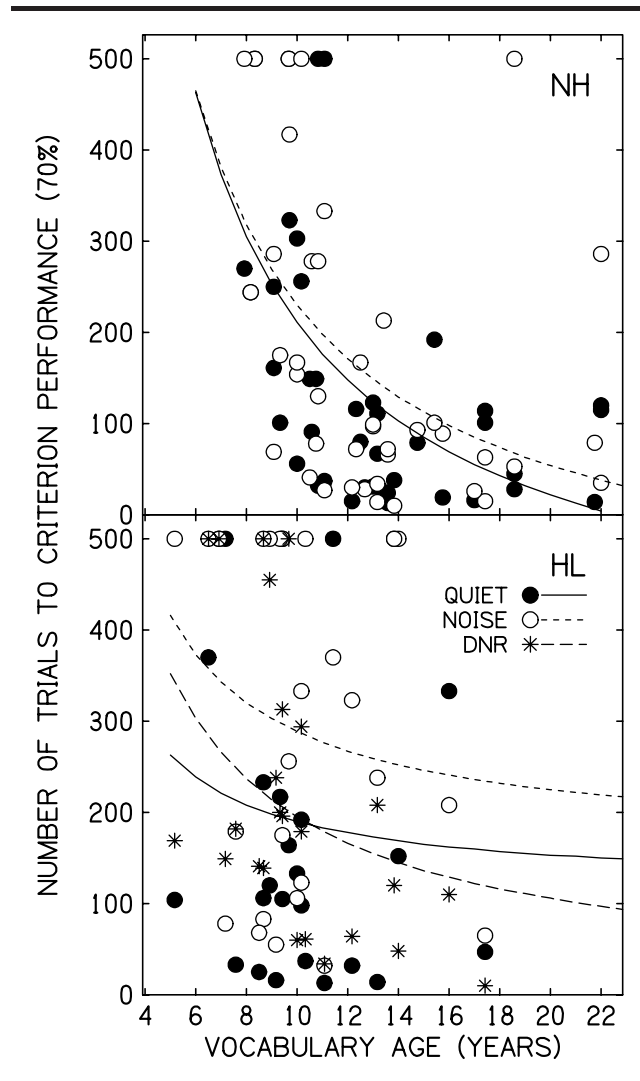 NUMBER OF TRIALS TO CRITERION PERFORMANCE (70%)
500
400
300
200
100
0
NH
500
400
300
200
100
0
HL
QUIET
NOISE
DNR
4 6 8 10 12 14 16 18 20 22
VOCABULARY AGE (YEARS)